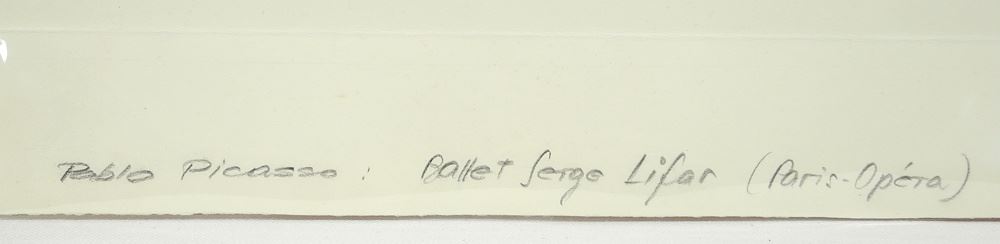 Pablo Picasso : Ballet Serge Lifar (Paris-Opéra)